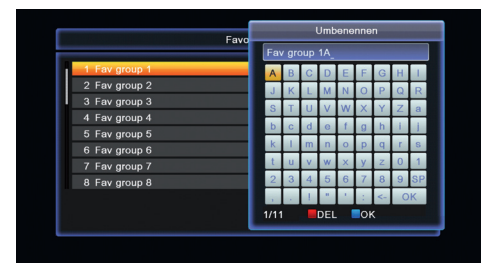 Favo
Umbenennen
Fav group 1A_
1 Fav group 1
2 Fav group 2
3 Fav group 3
4 Fav group 4
5 Fav group 5
6 Fav group 6
7 Fav group 7
8 Fav group 8
A B C D E F G H I
J K L M N O P Q R
S T U V W X Y Z a
b c d e f g h i j
k l m n o p q r s
t u v w x y z 0 1
2 3 4 5 6 7 8 9 SP
, . ! " ' : <- OK
1/11 DEL OK